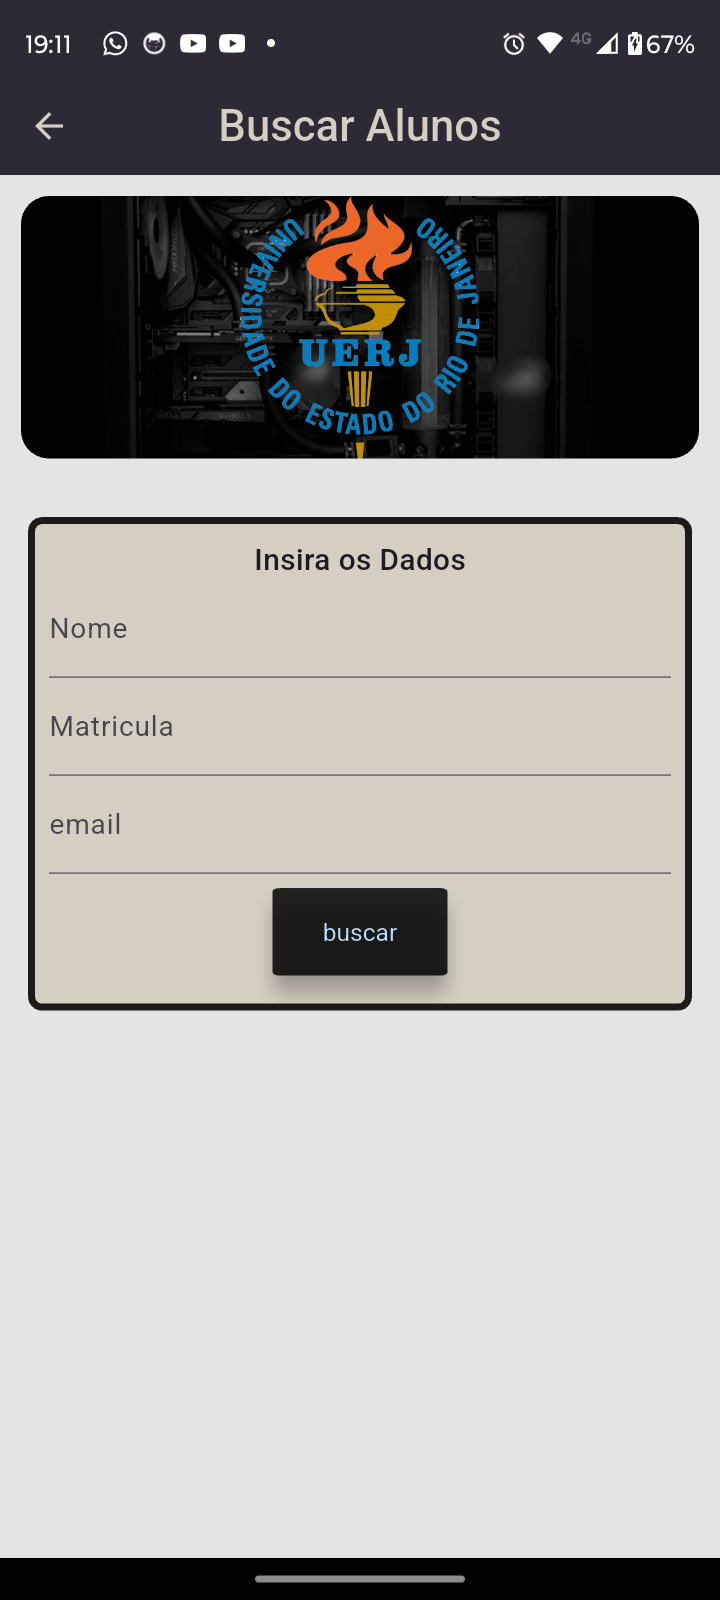 19:11
4G
67%
Buscar Alunos
UNIVERSIDADE DO ESTADO DO RIO DE JANEIRO
UERJ
Insira os Dados
Nome
Matricula
email
buscar